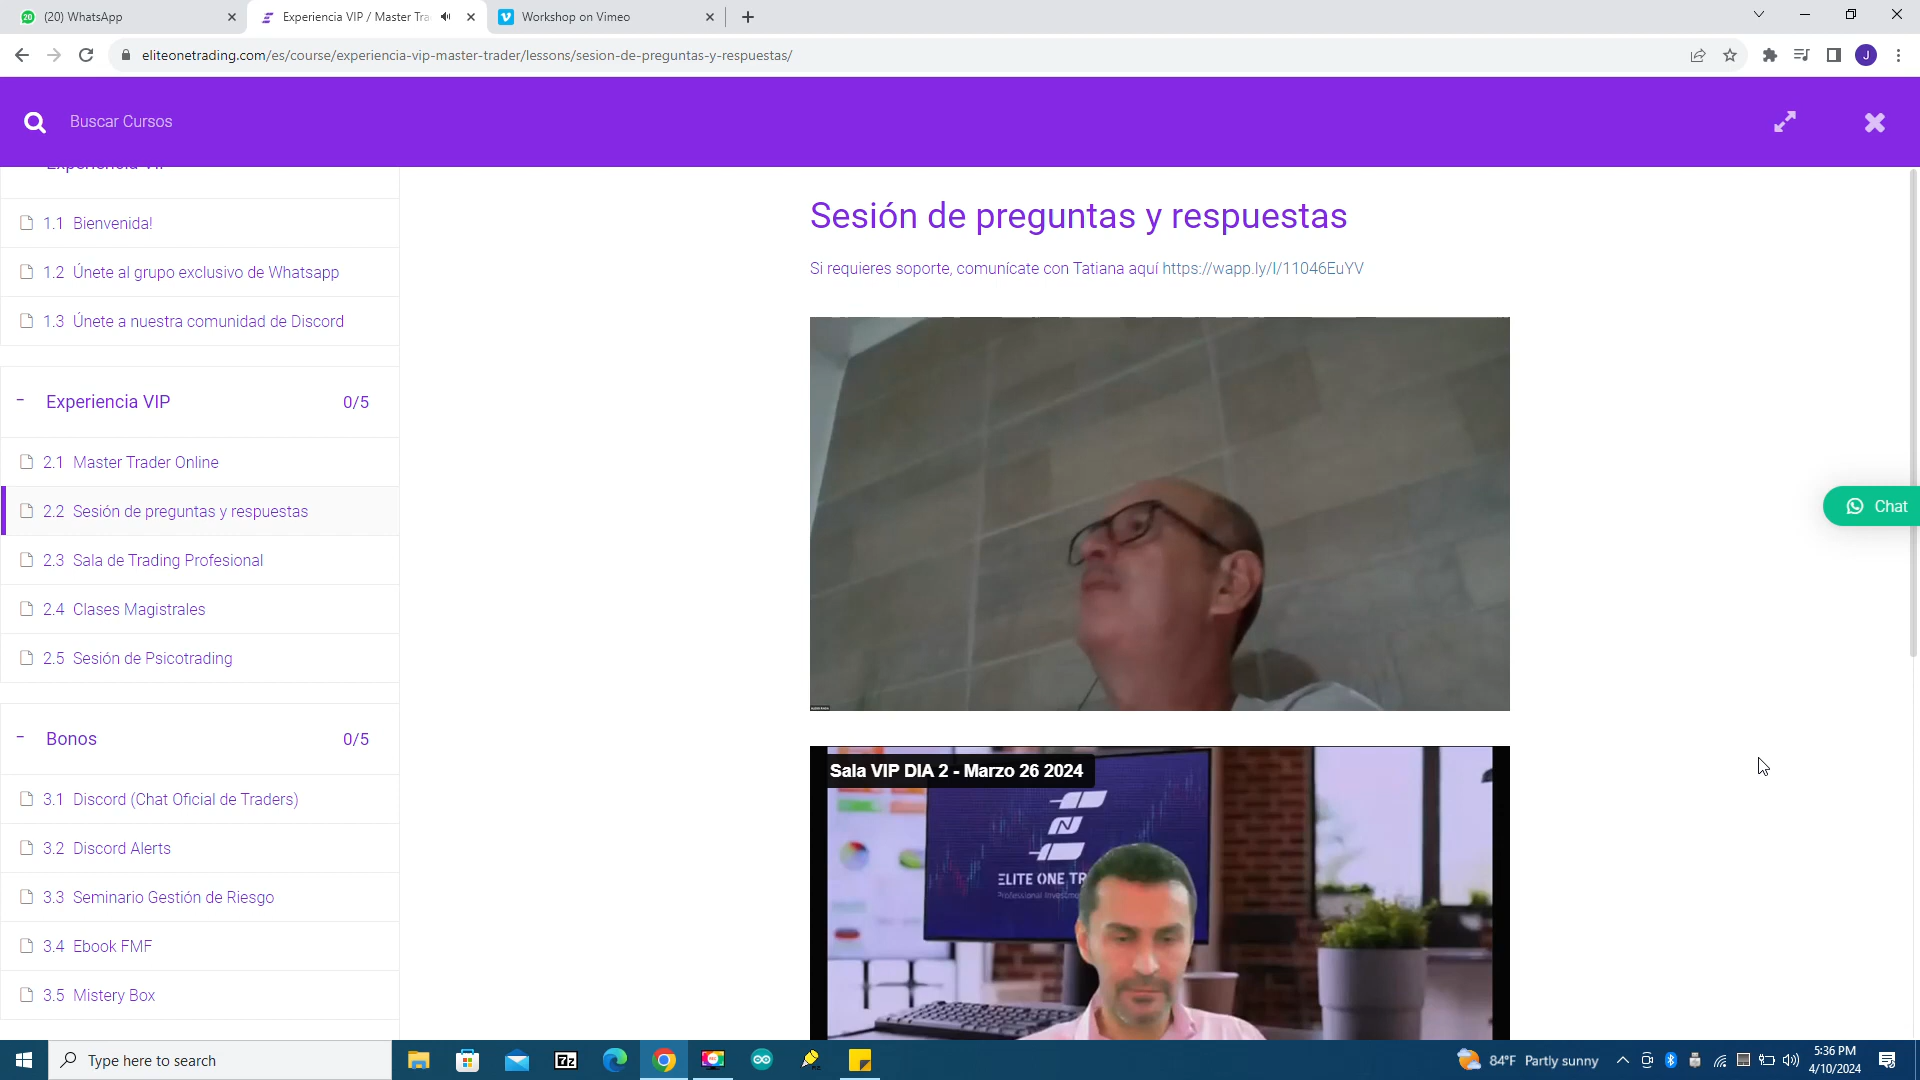 (20) WhatsApp
Experiencia VIP / Master Tra
Workshop on Vimeo
eliteonetrading.com/es/course/experiencia-vip-master-trader/lessons/sesion-de-preguntas-y-respuestas/
J
Buscar Cursos
Experiencia VIP
1.1 Bienvenida!
1.2 Únete al grupo exclusivo de Whatsapp
1.3 Únete a nuestra comunidad de Discord
- Experiencia VIP 0/5
2.1 Master Trader Online
2.2 Sesión de preguntas y respuestas
2.3 Sala de Trading Profesional
2.4 Clases Magistrales
2.5 Sesión de Psicotrading
- Bonos 0/5
3.1 Discord (Chat Oficial de Traders)
3.2 Discord Alerts
3.3 Seminario Gestión de Riesgo
3.4 Ebook FMF
3.5 Mistery Box
Sesión de preguntas y respuestas
Si requieres soporte, comunícate con Tatiana aquí https://wapp.ly/l/11046EuYV
Sala VIP DIA 2 - Marzo 26 2024
ELITE ONE TR
Professional Investme
Chat
Type here to search
7z
84°F Partly sunny
5:36 PM
4/10/2024